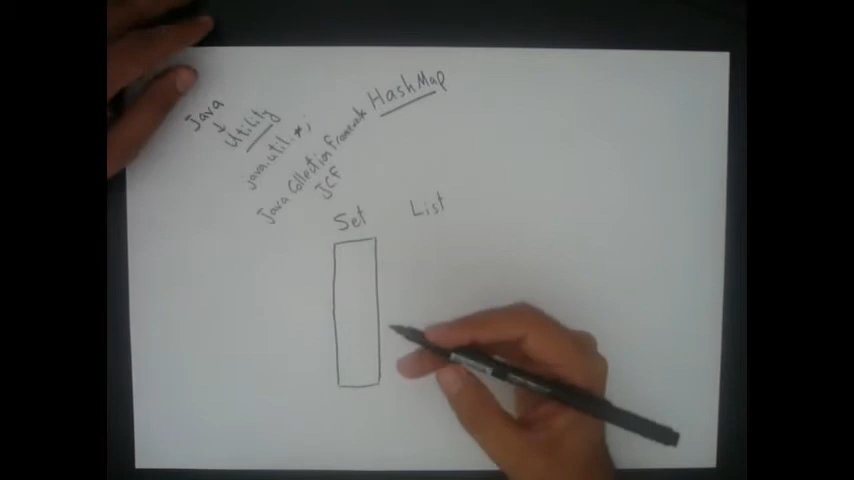 Java
↓
Utility
java.util.*;
Java Collection Framework
JCF
HashMap
Set
List